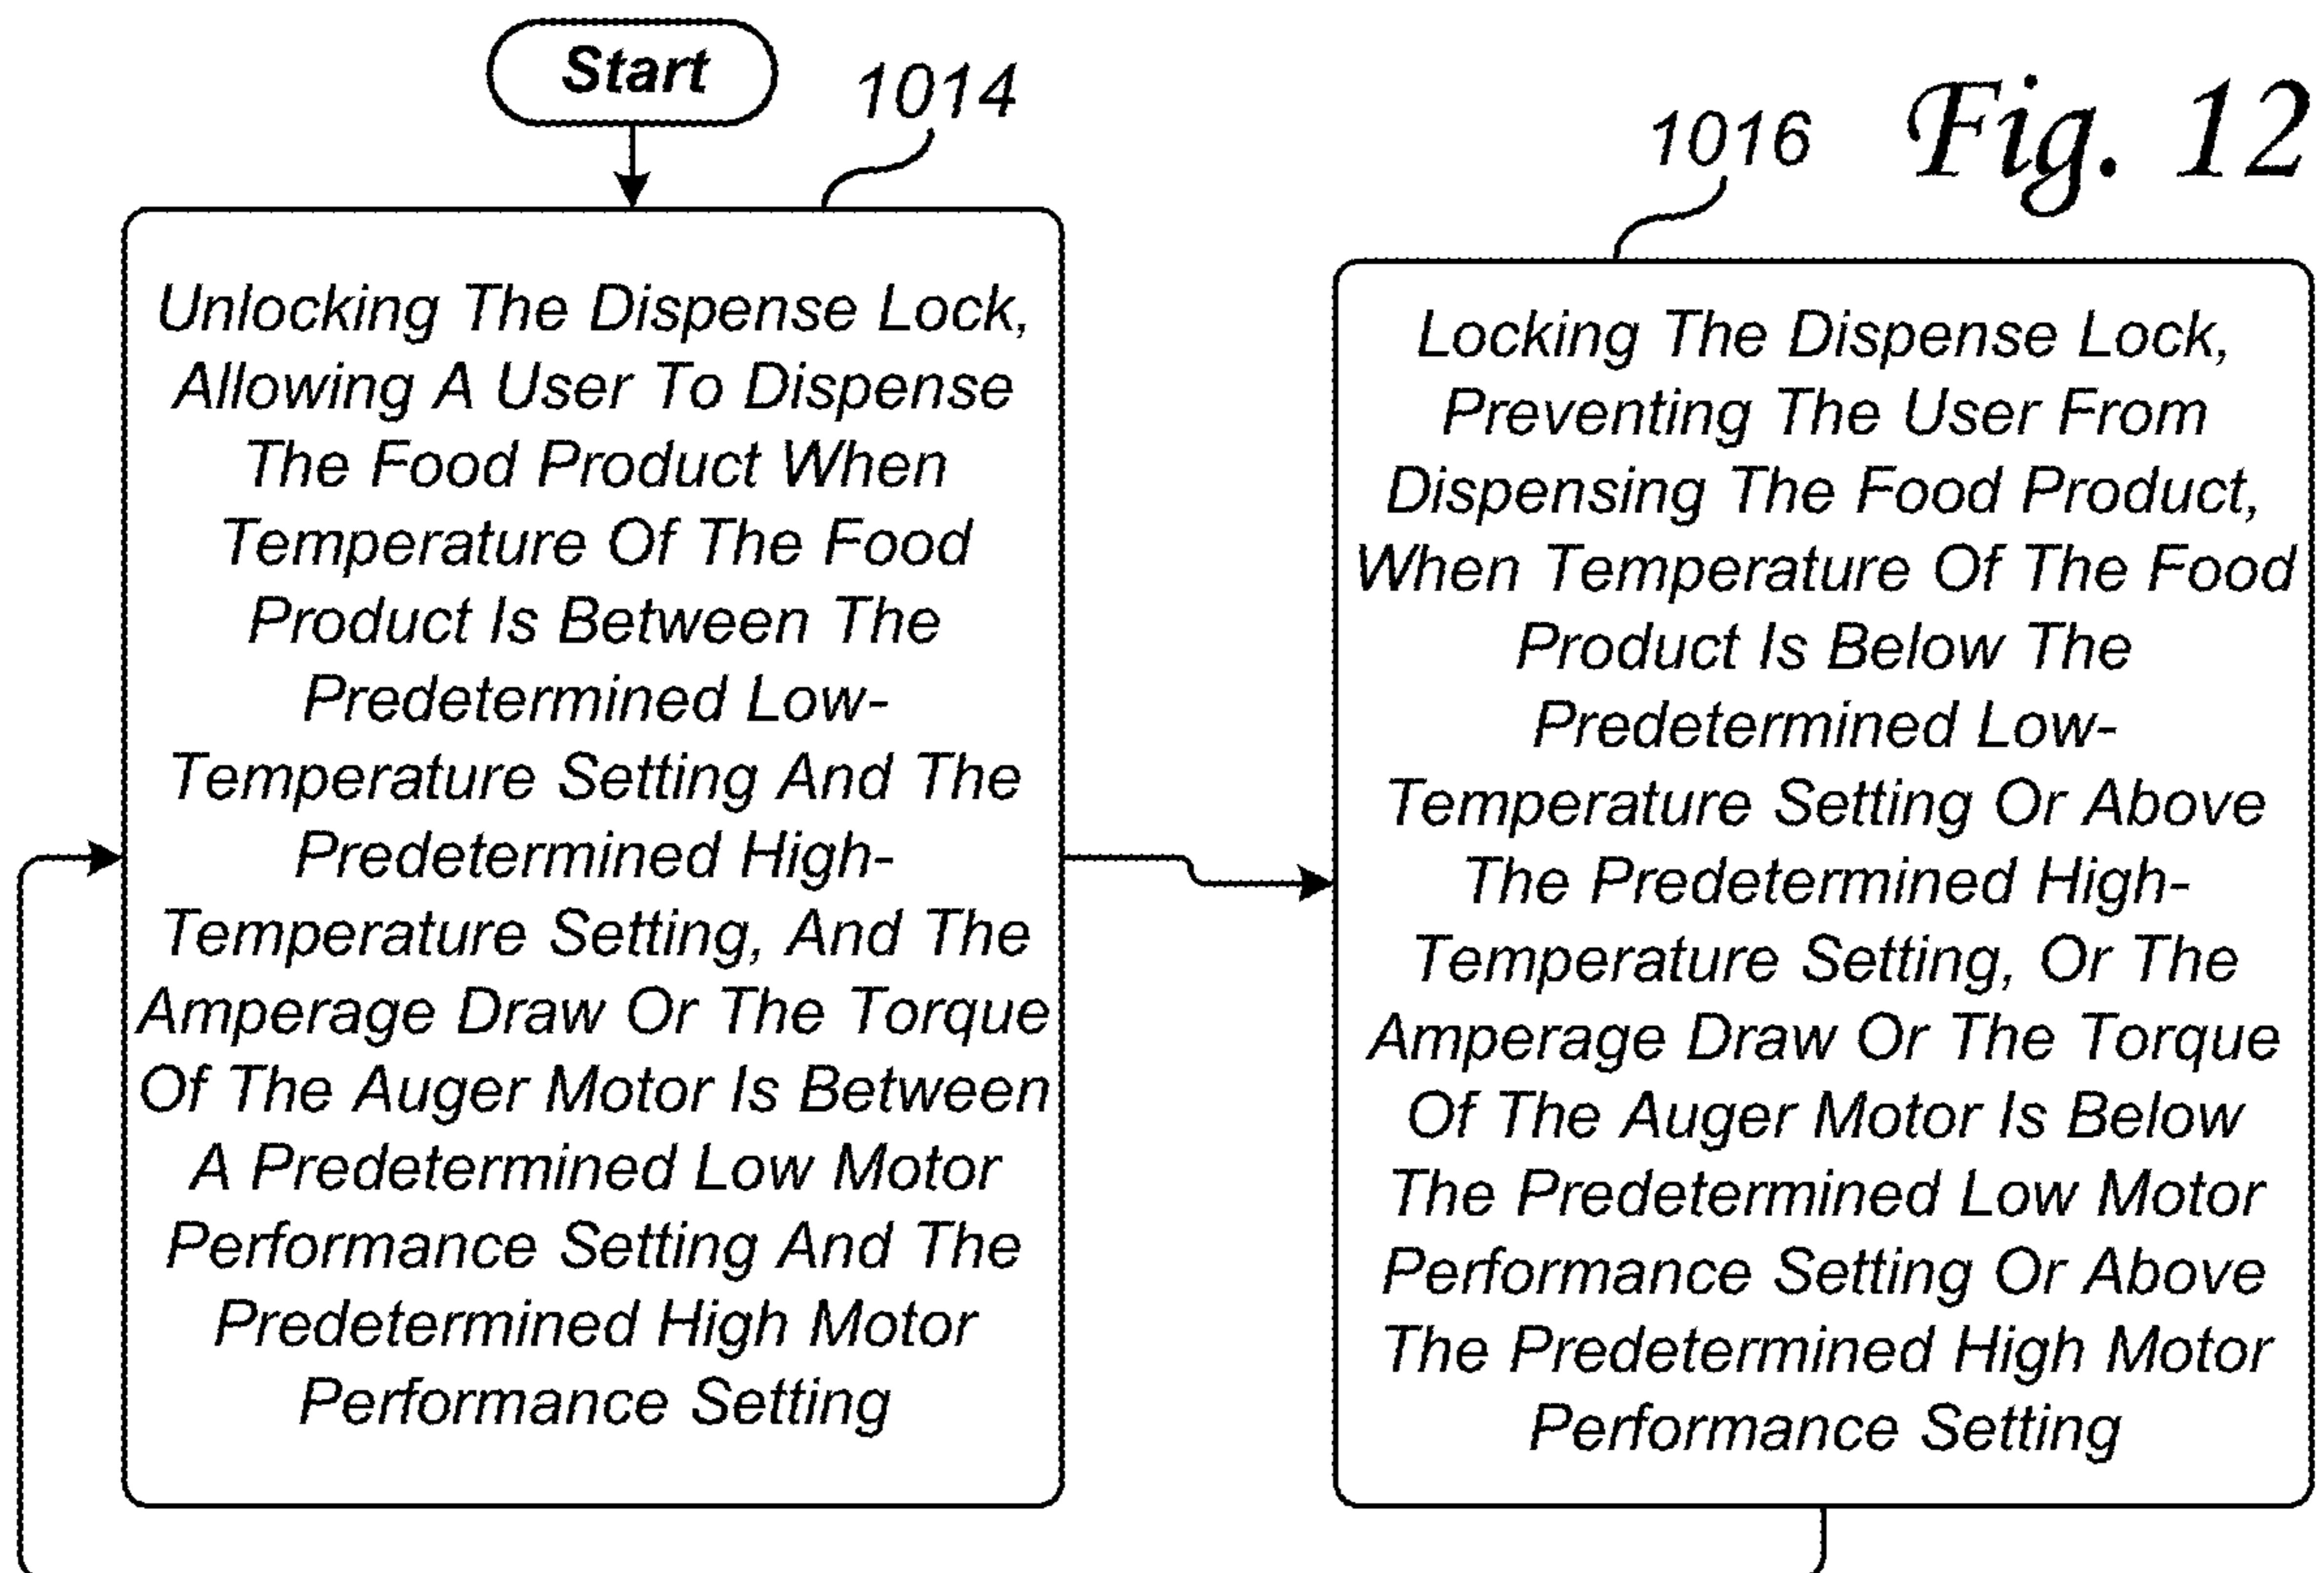 Start
1014
1016
Fig. 12
Unlocking The Dispense Lock,
Allowing A User To Dispense
The Food Product When
Temperature Of The Food
Product Is Between The
Predetermined Low-
Temperature Setting And The
Predetermined High-
Temperature Setting, And The
Amperage Draw Or The Torque
Of The Auger Motor Is Between
A Predetermined Low Motor
Performance Setting And The
Predetermined High Motor
Performance Setting
Locking The Dispense Lock,
Preventing The User From
Dispensing The Food Product,
When Temperature Of The Food
Product Is Below The
Predetermined Low-
Temperature Setting Or Above
The Predetermined High-
Temperature Setting, Or The
Amperage Draw Or The Torque
Of The Auger Motor Is Below
The Predetermined Low Motor
Performance Setting Or Above
The Predetermined High Motor
Performance Setting